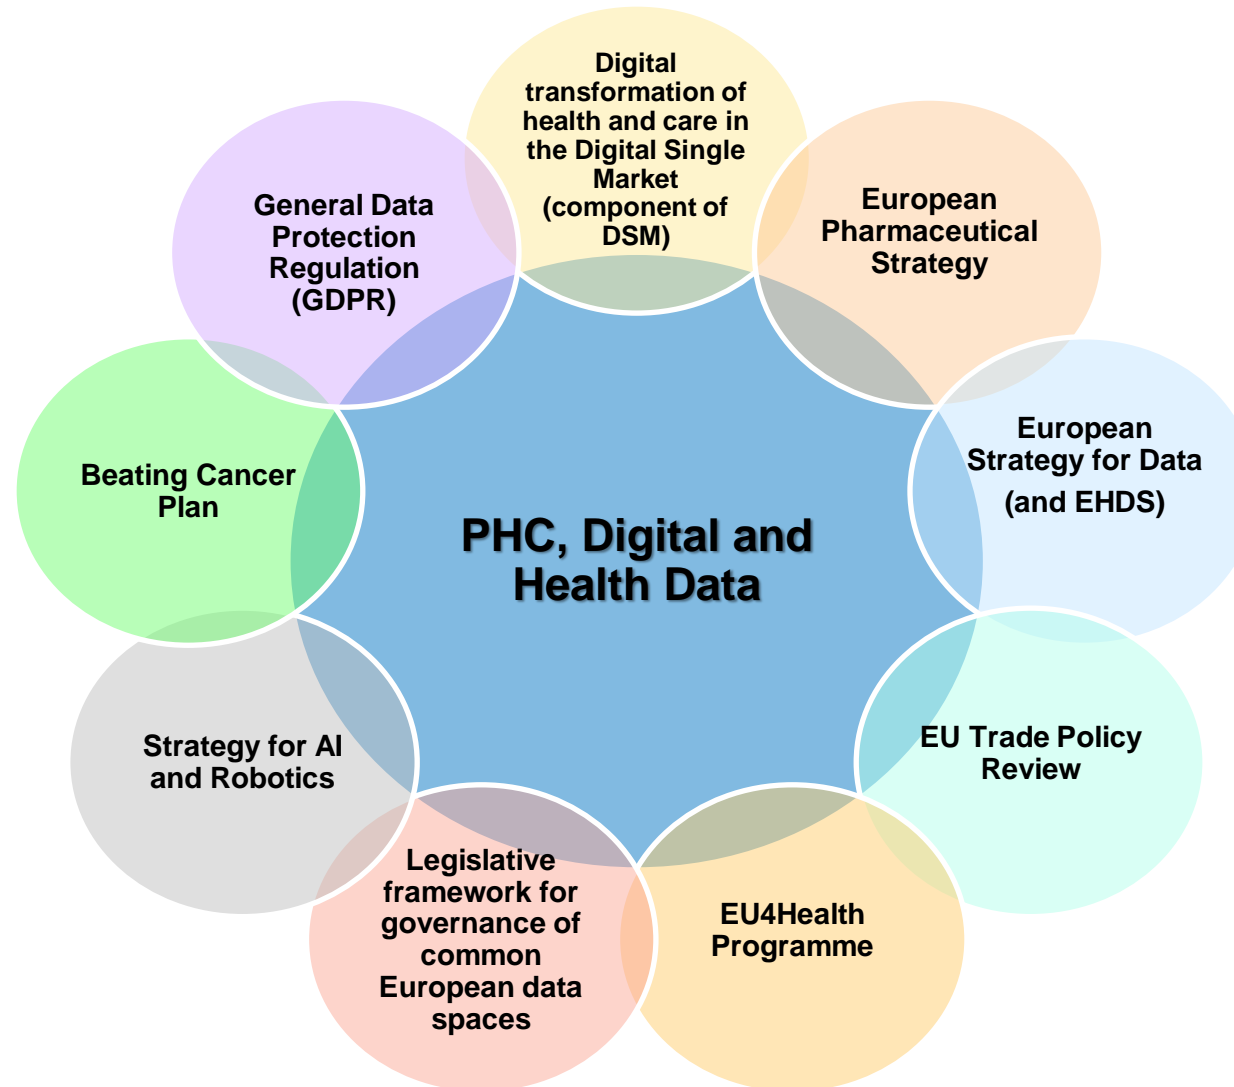 Digital
transformation of
health and care in
the Digital Single
Market
(component of
DSM)
European
Pharmaceutical
Strategy
European
Strategy for Data
(and EHDS)
EU Trade Policy
Review
EU4Health
Programme
Legislative
framework for
governance of
common
European data
spaces
Strategy for AI
and Robotics
Beating Cancer
Plan
General Data
Protection
Regulation
(GDPR)
PHC, Digital and
Health Data